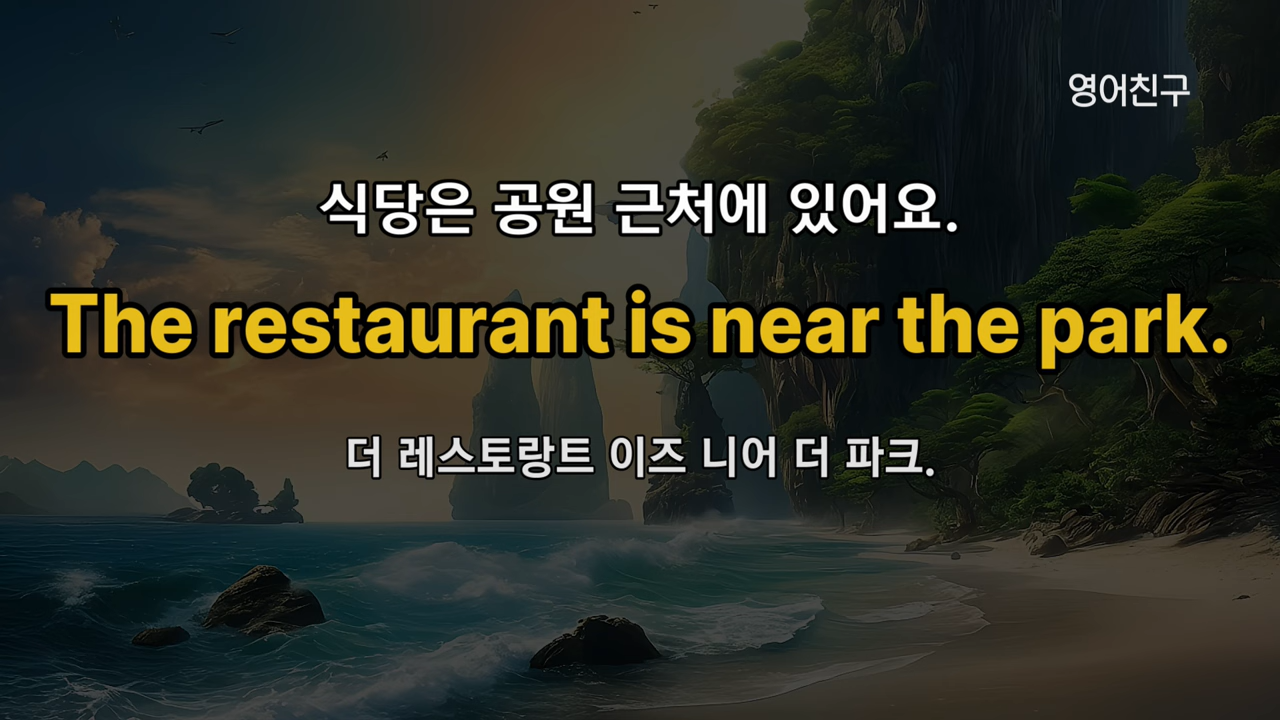 영어친구
식당은 공원 근처에 있어요.
The restaurant is near the park.
더 레스토랑트 이즈 니어 더 파크.